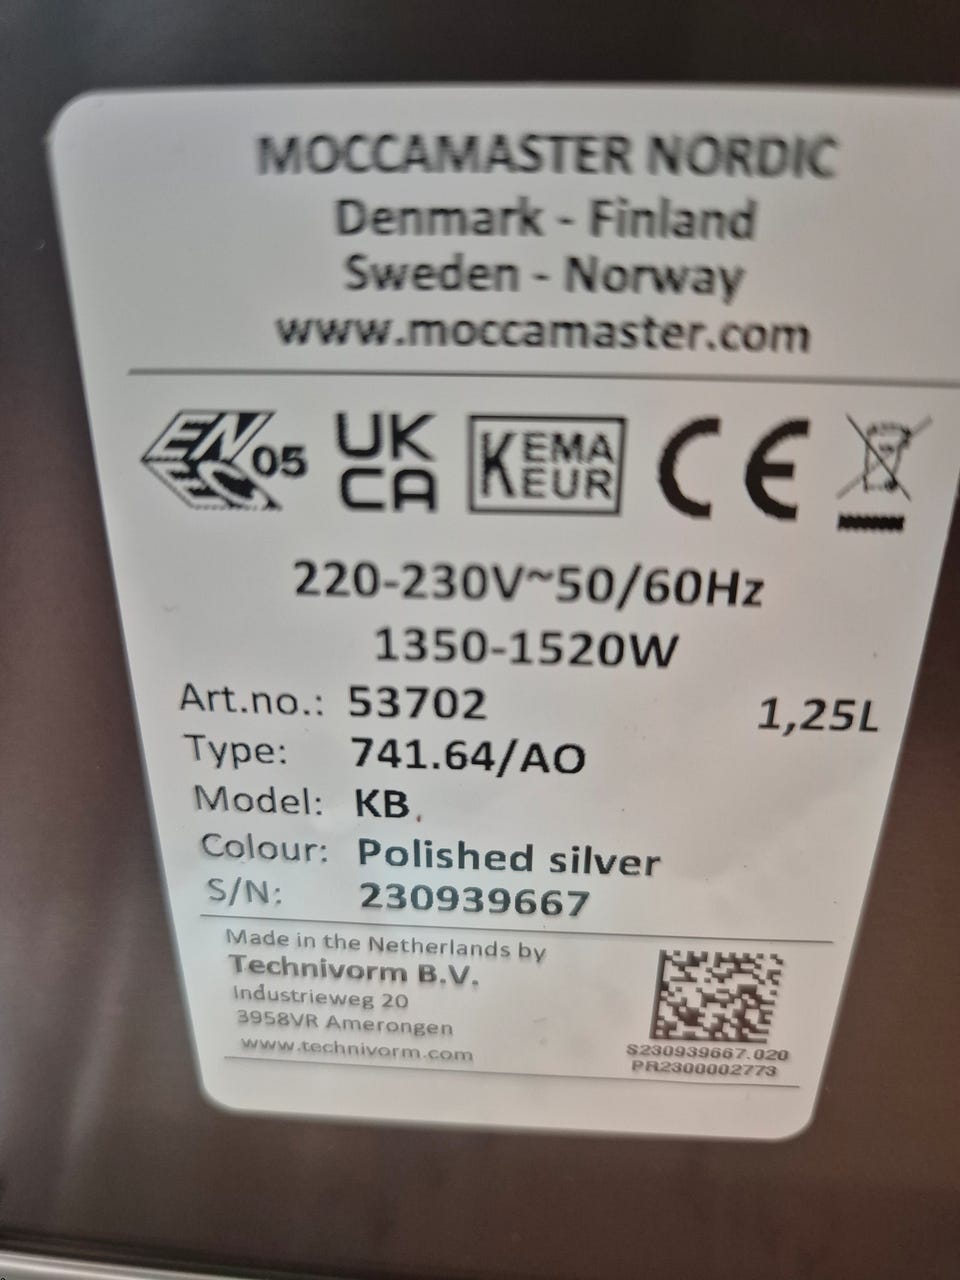 MOCCAMASTER NORDIC
Denmark - Finland
Sweden - Norway
www.moccamaster.com
ENEC 05
UK
CA
KEMA
KEUR
CE
220-230V~50/60Hz
1350-1520W
Art.no.: 53702
1,25L
Type: 741.64/AO
Model: KB
Colour: Polished silver
S/N: 230939667
Made in the Netherlands by
Technivorm B.V.
Industrieweg 20
3958VR Amerongen
www.technivorm.com
S230939667.020
PR2300002773